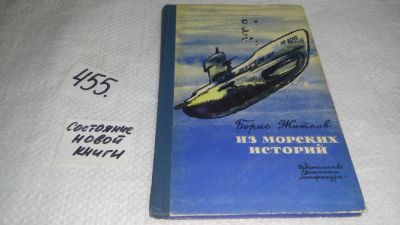 455.
СОСТОЯНИЕ
НОВОЙ
КНИГИ
Борис Житков
ИЗ МОРСКИХ
ИСТОРИЙ
Издательство
"Детская
литература"